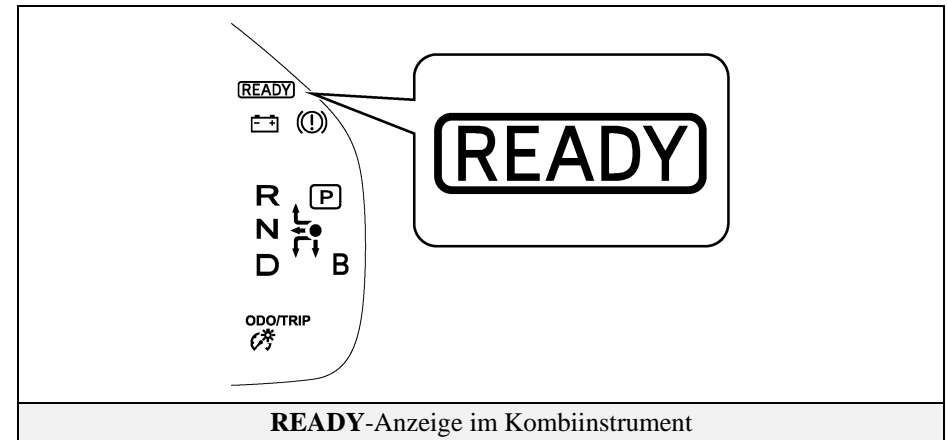 READY
READY
R P
N
D B
ODO/TRIP
READY-Anzeige im Kombiinstrument